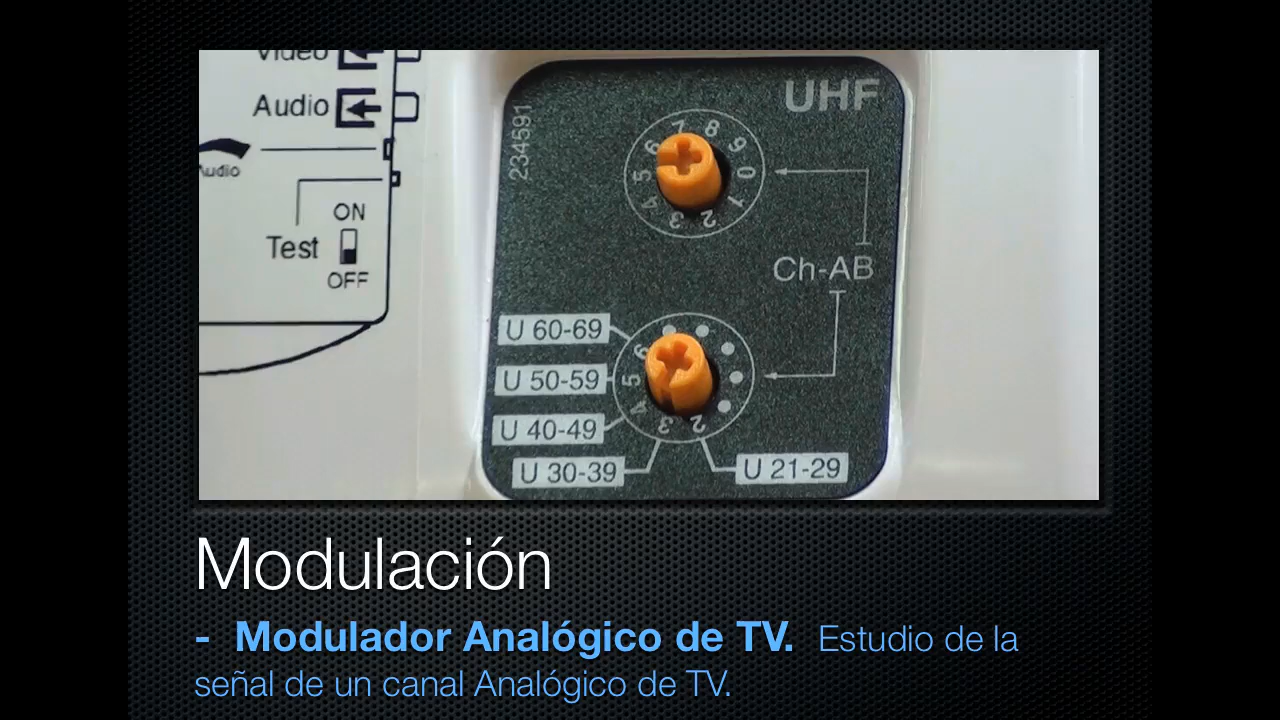 Video
Audio
Audio
ON
Test
OFF
234591
UHF
7 8 9 0 1 2 3 4 5 6
Ch-AB
U 60-69
U 50-59
U 40-49
U 30-39
U 21-29
6 5 4 3 2
Modulación
- Modulador Analógico de TV. Estudio de la
señal de un canal Analógico de TV.